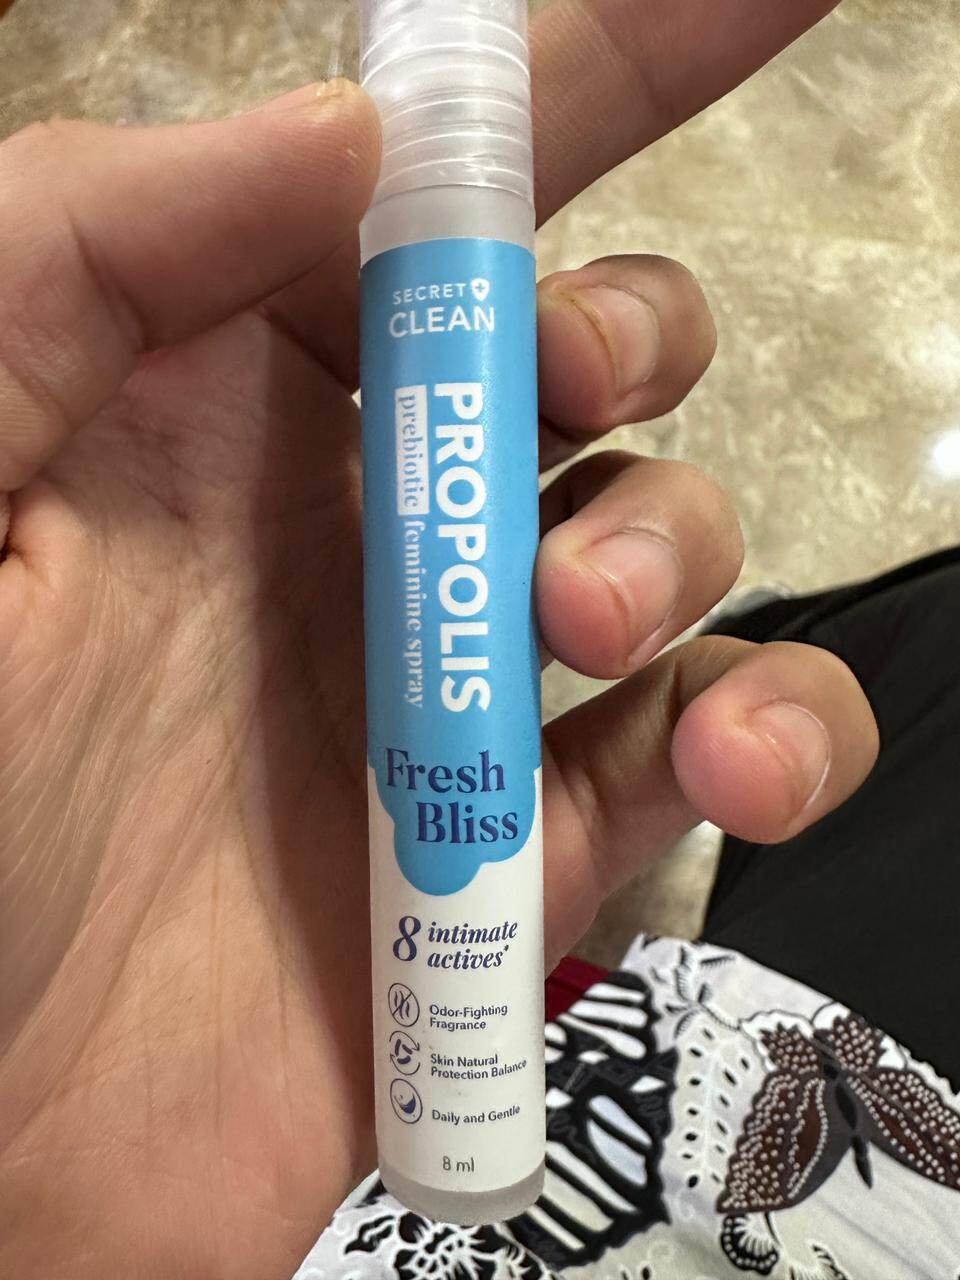 SECRET
CLEAN
PROPOLIS
prebiotic feminine spray
Fresh
Bliss
8 intimate
actives*
Odor-Fighting
Fragrance
Skin Natural
Protection Balance
Daily and Gentle
8 ml